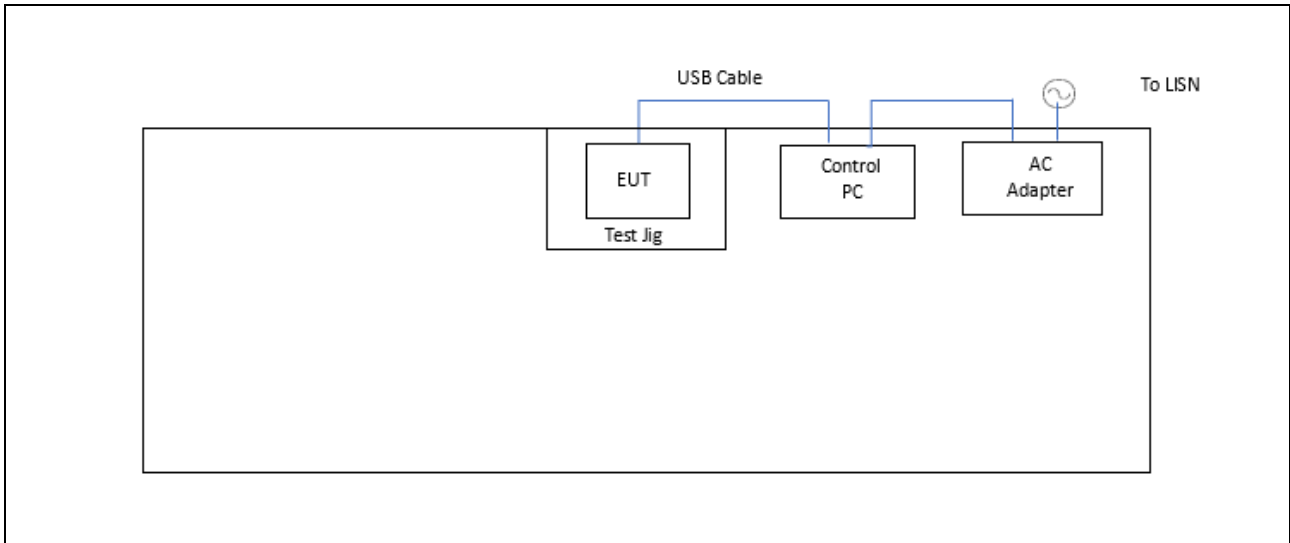 USB Cable
To LISN
EUT
Test Jig
Control
PC
AC
Adapter